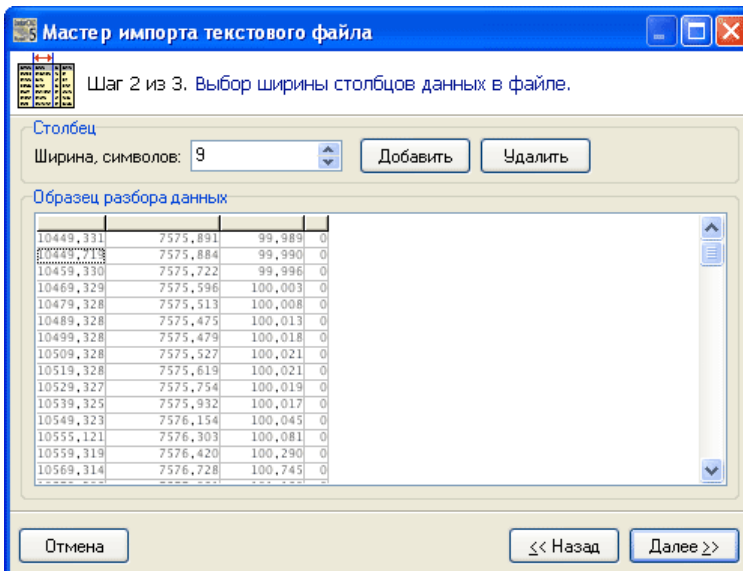 Мастер импорта текстового файла
Шаг 2 из 3. Выбор ширины столбцов данных в файле.
Столбец
Ширина, символов: 9 Добавить Удалить
Образец разбора данных
10449,331 7575,891 99,989 0
10449,719 7575,884 99,990 0
10459,330 7575,722 99,996 0
10469,329 7575,596 100,003 0
10479,328 7575,513 100,008 0
10489,328 7575,475 100,013 0
10499,328 7575,479 100,018 0
10509,328 7575,527 100,021 0
10519,328 7575,619 100,021 0
10529,327 7575,754 100,019 0
10539,325 7575,932 100,017 0
10549,323 7576,154 100,045 0
10555,121 7576,303 100,081 0
10559,319 7576,420 100,290 0
10569,314 7576,728 100,745 0
Отмена << Назад Далее >>